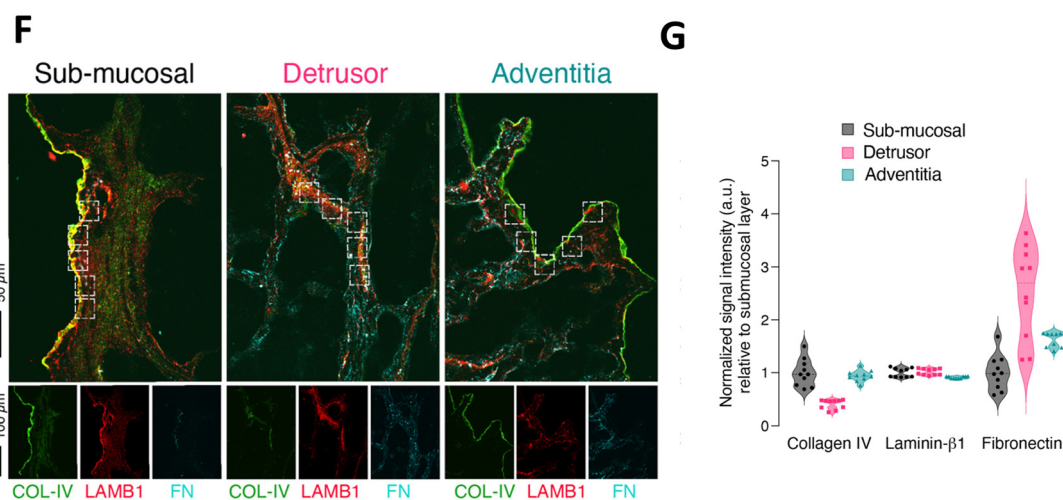 F
G
Sub-mucosal
Detrusor
Adventitia
COL-IV
LAMB1
FN
COL-IV
LAMB1
FN
COL-IV
LAMB1
FN
Sub-mucosal
Detrusor
Adventitia
Normalized signal intensity (a.u.)
relative to submucosal layer
5
4
3
2
1
0
Collagen IV
Laminin-β1
Fibronectin